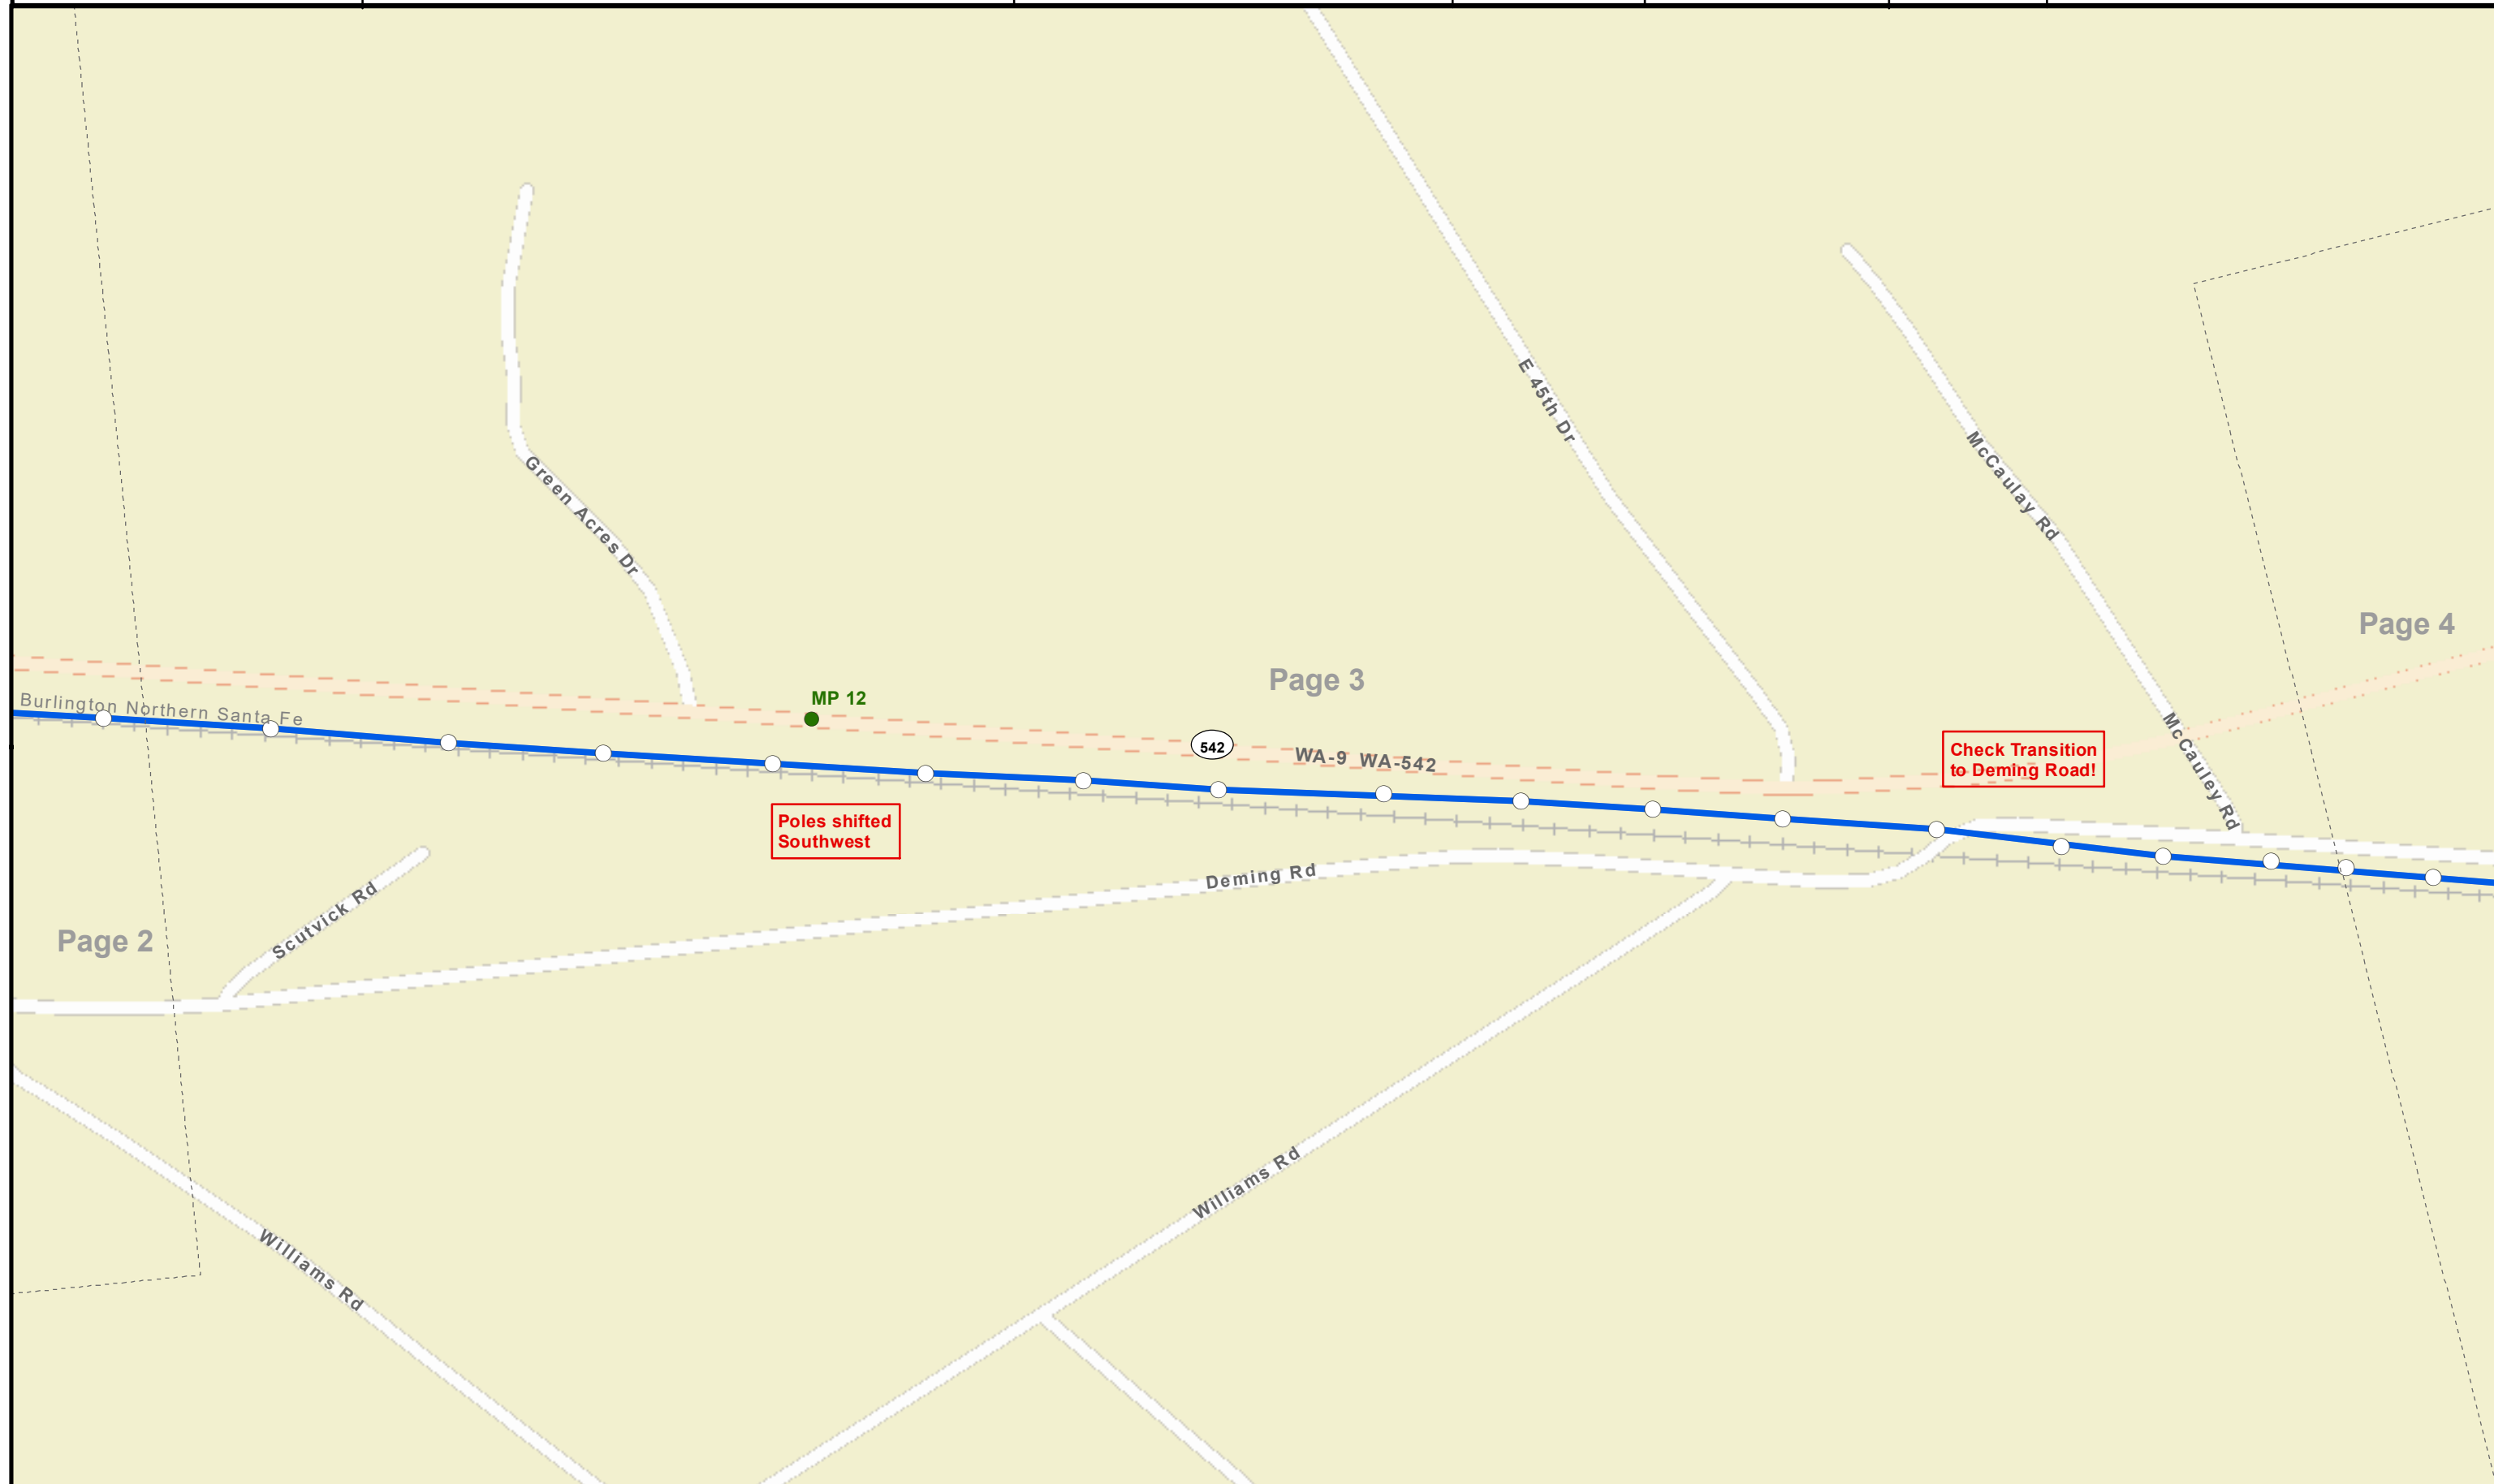 E 45th Dr
McCaulay Rd
Green Acres Dr
Page 4
Page 3
MP 12
Burlington Northern Santa Fe
542
WA-9 WA-542
Check Transition
to Deming Road!
McCauley Rd
Poles shifted
Southwest
Deming Rd
Scutvick Rd
Page 2
Williams Rd
Williams Rd